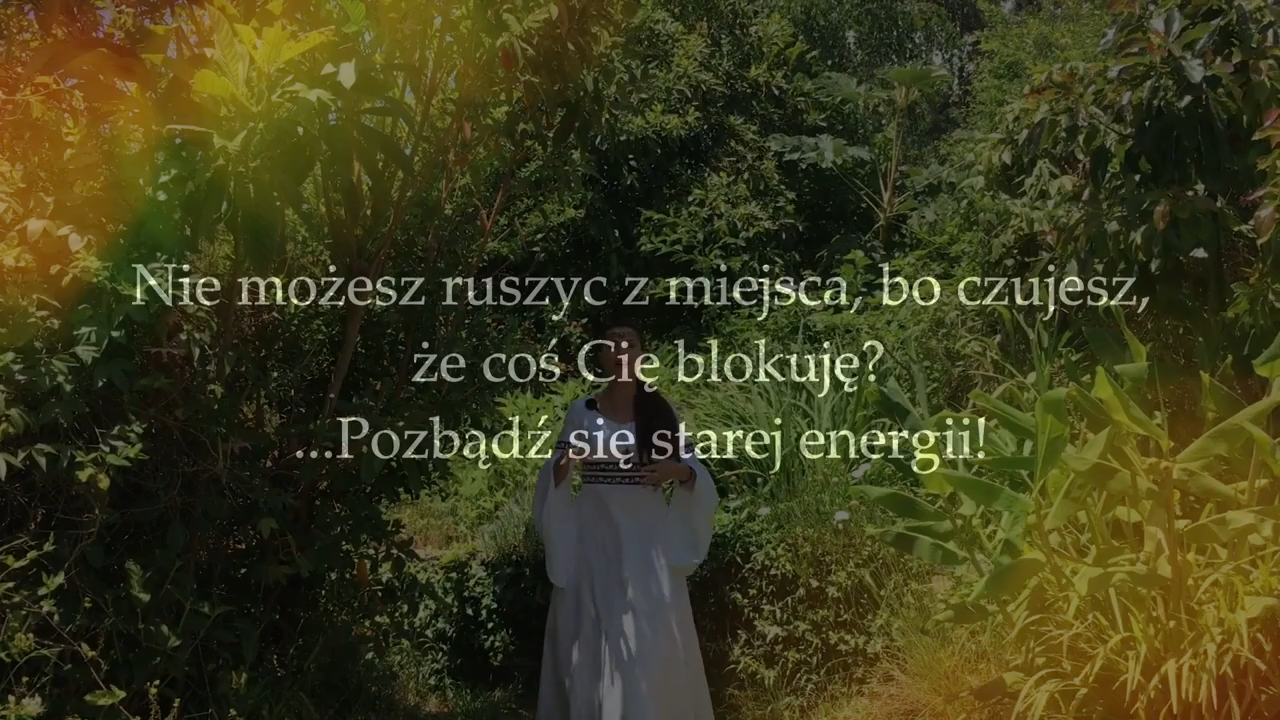 Nie możesz ruszyc z miejsca, bo czujesz,
że coś Cię blokuję?
...Pozbądź się starej energii!